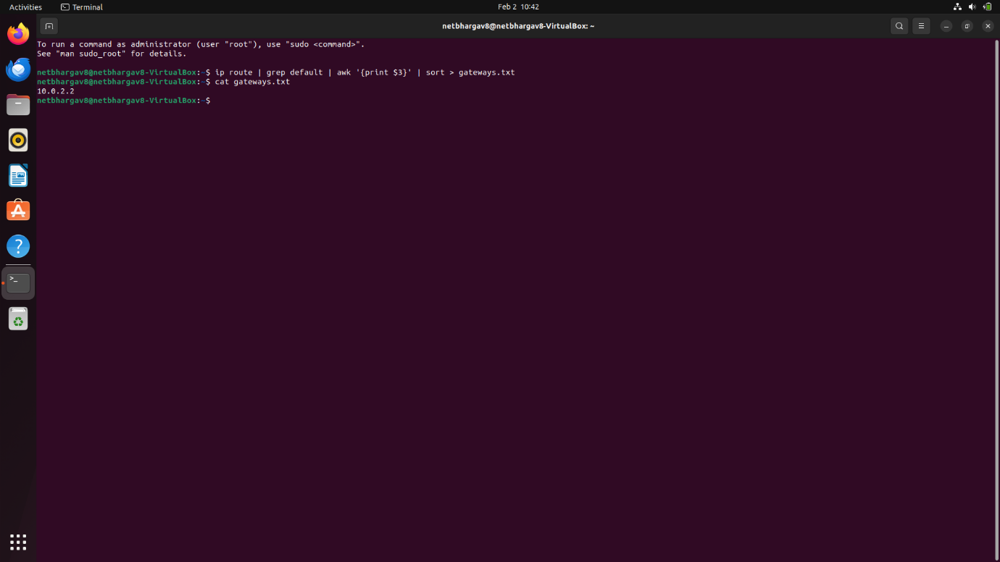 Activities
Terminal
Feb 2 10:42
netbhargav8@netbhargav8-VirtualBox: ~
To run a command as administrator (user "root"), use "sudo <command>".
See "man sudo_root" for details.
netbhargav8@netbhargav8-VirtualBox:~$ ip route | grep default | awk '{print $3}' | sort > gateways.txt
netbhargav8@netbhargav8-VirtualBox:~$ cat gateways.txt
10.0.2.2
netbhargav8@netbhargav8-VirtualBox:~$